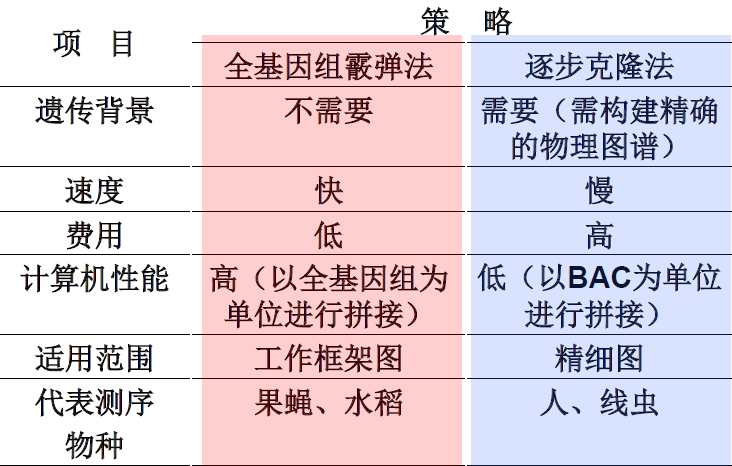 策 略
项 目
全基因组霰弹法 逐步克隆法
遗传背景 不需要 需要（需构建精确
的物理图谱）
速度 快 慢
费用 低 高
计算机性能 高（以全基因组为 低（以BAC为单位
单位进行拼接） 进行拼接）
适用范围 工作框架图 精细图
代表测序 果蝇、水稻 人、线虫
物种